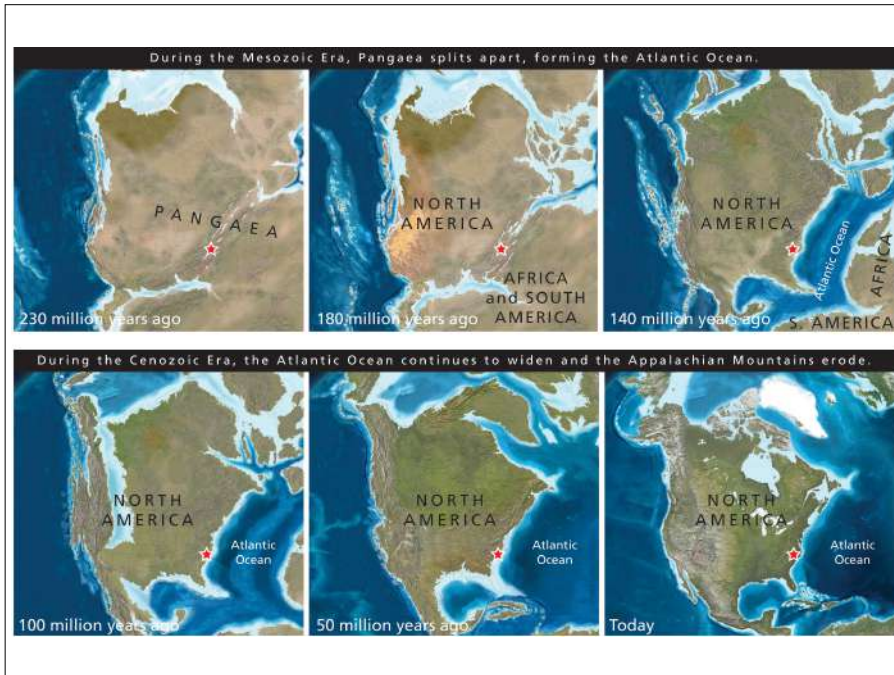 During the Mesozoic Era, Pangaea splits apart, forming the Atlantic Ocean.
PANGAEA
230 million years ago
NORTH
AMERICA
AFRICA
and SOUTH
AMERICA
180 million years ago
NORTH
AMERICA
Atlantic Ocean
AFRICA
S. AMERICA
140 million years ago
During the Cenozoic Era, the Atlantic Ocean continues to widen and the Appalachian Mountains erode.
NORTH
AMERICA
Atlantic
Ocean
100 million years ago
NORTH
AMERICA
Atlantic
Ocean
50 million years ago
NORTH
AMERICA
Atlantic
Ocean
Today